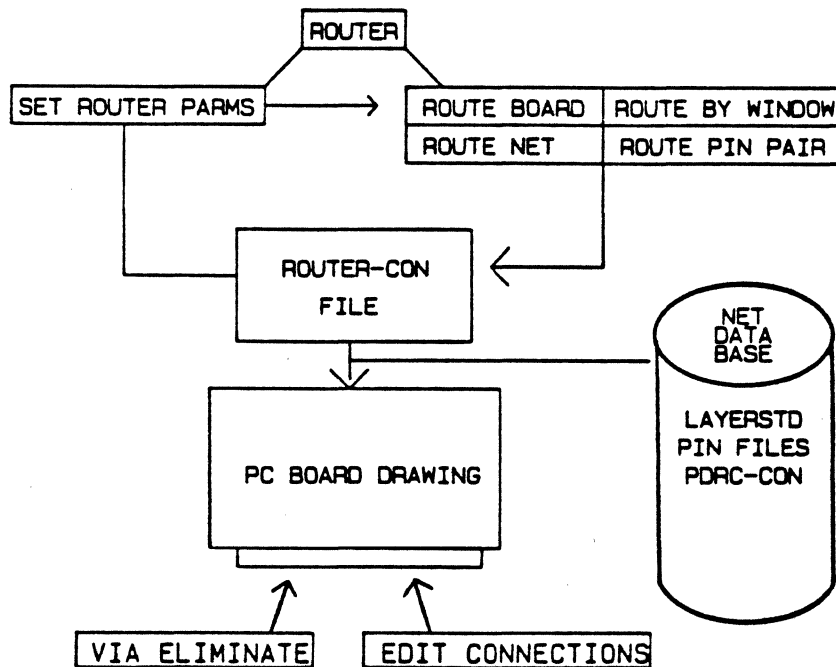 ROUTER
SET ROUTER PARMS
ROUTE BOARD
ROUTE BY WINDOW
ROUTE NET
ROUTE PIN PAIR
ROUTER-CON
FILE
NET
DATA
BASE
LAYERSTD
PIN FILES
PDRC-CON
PC BOARD DRAWING
VIA ELIMINATE
EDIT CONNECTIONS